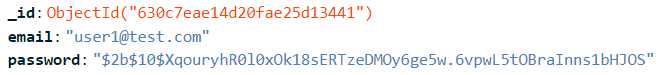 _id: ObjectId("630c7eae14d20fae25d13441")
email: "user1@test.com"
password: "$2b$10$XqouryhR0l0xOk18sERTzeDMOy6ge5w.6vpwL5tOBraInns1bHJOS"